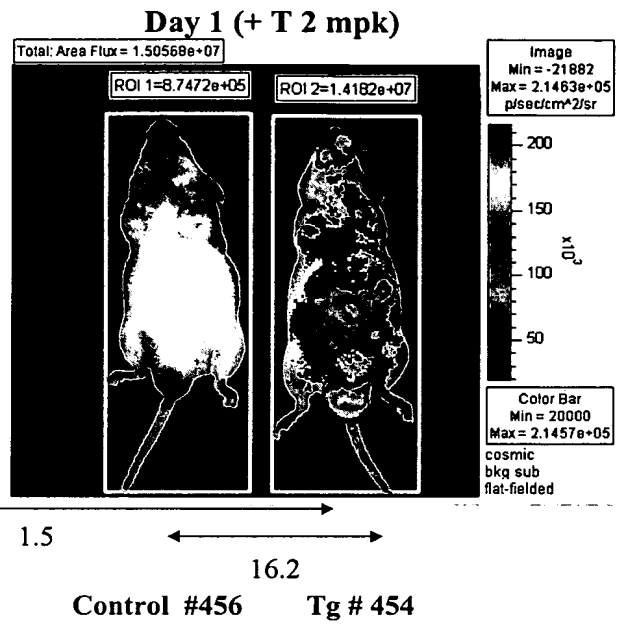 Day 1 (+ T 2 mpk)
Total: Area Flux = 1.50568e+07
ROI 1=8.7472e+05
ROI 2=1.4182e+07
Image
Min = -21882
Max = 2.1463e+05
p/sec/cm^2/sr
200
150
100
50
x10^3
Color Bar
Min = 20000
Max = 2.1457e+05
cosmic
bkg sub
flat-fielded
1.5
16.2
Control #456 Tg # 454